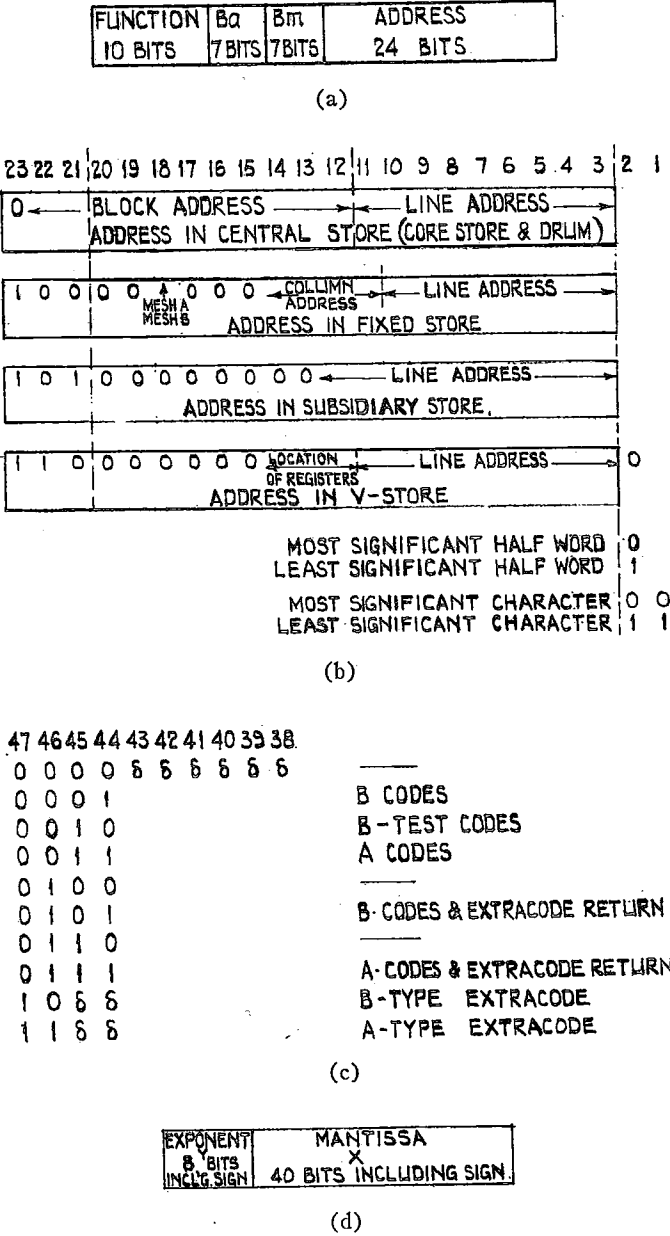 FUNCTION Ba Bm ADDRESS
10 BITS 7BITS 7BITS 24 BITS
(a)
23 22 21 20 19 18 17 16 15 14 13 12 11 10 9 8 7 6 5 4 3 2 1
0 BLOCK ADDRESS LINE ADDRESS
ADDRESS IN CENTRAL STORE (CORE STORE & DRUM)
1 0 0 0 0 0 0 0 COLLIMN LINE ADDRESS
MESH A ADDRESS
MESH B ADDRESS IN FIXED STORE
1 0 1 0 0 0 0 0 0 0 0 LINE ADDRESS
ADDRESS IN SUBSIDIARY STORE.
1 1 0 0 0 0 0 0 0 LOCATION LINE ADDRESS 0
OF REGISTERS
ADDRESS IN V-STORE
MOST SIGNIFICANT HALF WORD 0
LEAST SIGNIFICANT HALF WORD 1
MOST SIGNIFICANT CHARACTER 0 0
LEAST SIGNIFICANT CHARACTER 1 1
(b)
47 46 45 44 43 42 41 40 39 38
0 0 0 0 δ δ δ δ δ δ ——
0 0 0 1 B CODES
0 0 1 0 B-TEST CODES
0 0 1 1 A CODES
0 1 0 0 ——
0 1 0 1 B-CODES & EXTRACODE RETURN
0 1 1 0 ——
0 1 1 1 A-CODES & EXTRACODE RETURN
1 0 δ δ B-TYPE EXTRACODE
1 1 δ δ A-TYPE EXTRACODE
(c)
EXPONENT MANTISSA
Y X
8 BITS 40 BITS INCLUDING SIGN.
INCL'G. SIGN
(d)